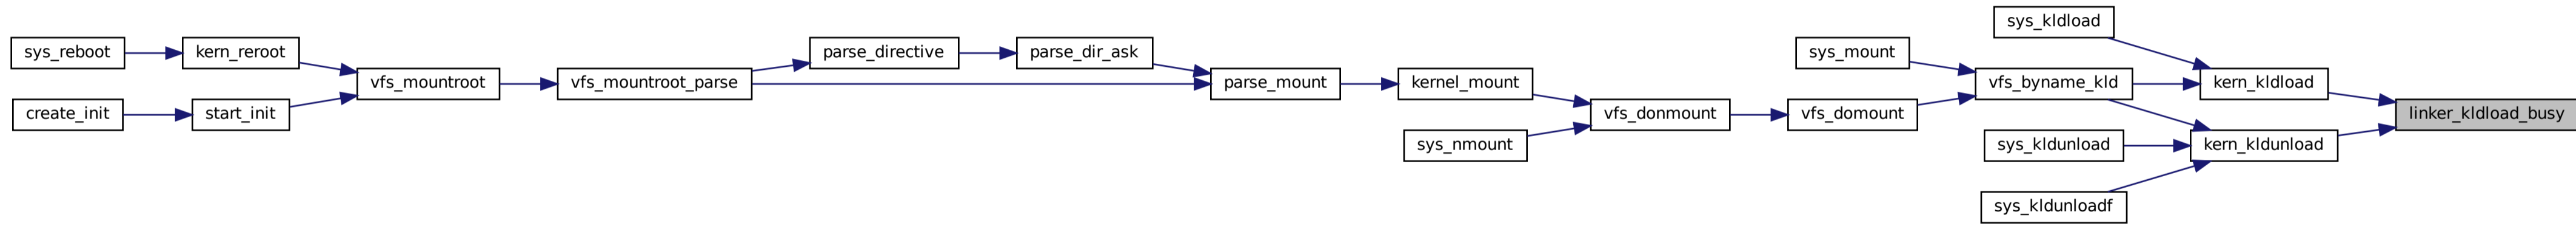 sys_reboot
kern_reroot
create_init
start_init
vfs_mountroot
vfs_mountroot_parse
parse_directive
parse_dir_ask
parse_mount
kernel_mount
sys_nmount
vfs_donmount
sys_mount
vfs_domount
sys_kldload
vfs_byname_kld
kern_kldload
sys_kldunload
kern_kldunload
sys_kldunloadf
linker_kldload_busy